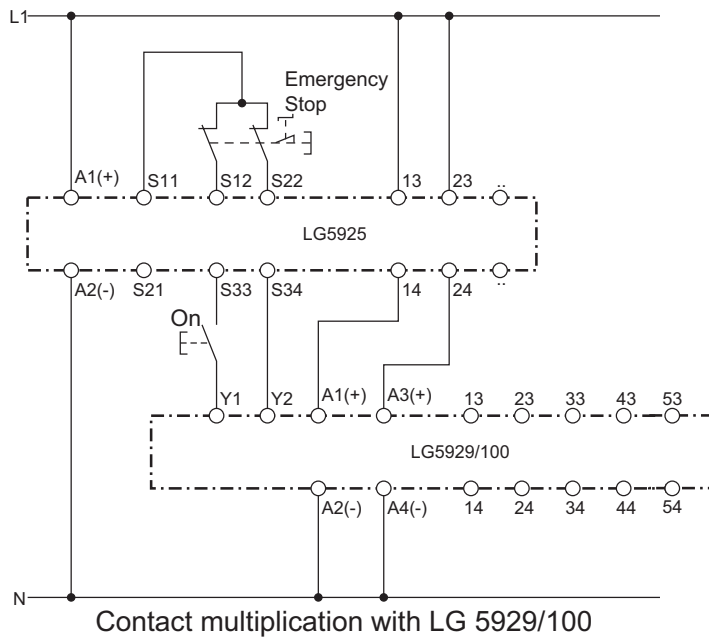 L1
Emergency
Stop
A1(+) S11 S12 S22 13 23 ..
LG5925
A2(-) S21 S33 S34 14 24 ..
On
Y1 Y2 A1(+) A3(+) 13 23 33 43 53
LG5929/100
A2(-) A4(-) 14 24 34 44 54
N
Contact multiplication with LG 5929/100